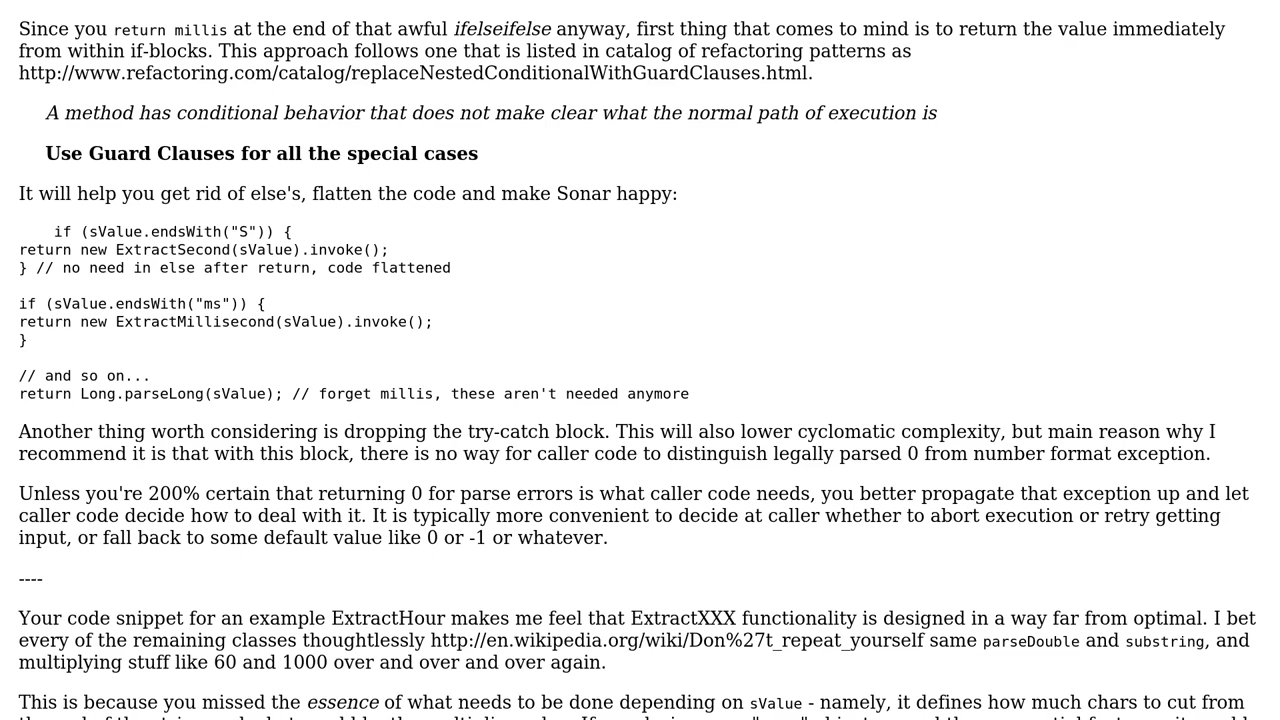 Since you return millis at the end of that awful ifelseifelse anyway, first thing that comes to mind is to return the value immediately
from within if-blocks. This approach follows one that is listed in catalog of refactoring patterns as
http://www.refactoring.com/catalog/replaceNestedConditionalWithGuardClauses.html.
A method has conditional behavior that does not make clear what the normal path of execution is
Use Guard Clauses for all the special cases
It will help you get rid of else's, flatten the code and make Sonar happy:
if (sValue.endsWith("S")) {
return new ExtractSecond(sValue).invoke();
} // no need in else after return, code flattened
if (sValue.endsWith("ms")) {
return new ExtractMillisecond(sValue).invoke();
}
// and so on...
return Long.parseLong(sValue); // forget millis, these aren't needed anymore
Another thing worth considering is dropping the try-catch block. This will also lower cyclomatic complexity, but main reason why I
recommend it is that with this block, there is no way for caller code to distinguish legally parsed 0 from number format exception.
Unless you're 200% certain that returning 0 for parse errors is what caller code needs, you better propagate that exception up and let
caller code decide how to deal with it. It is typically more convenient to decide at caller whether to abort execution or retry getting
input, or fall back to some default value like 0 or -1 or whatever.
----
Your code snippet for an example ExtractHour makes me feel that ExtractXXX functionality is designed in a way far from optimal. I bet
every of the remaining classes thoughtlessly http://en.wikipedia.org/wiki/Don%27t_repeat_yourself same parseDouble and substring, and
multiplying stuff like 60 and 1000 over and over and over again.
This is because you missed the essence of what needs to be done depending on sValue - namely, it defines how much chars to cut from